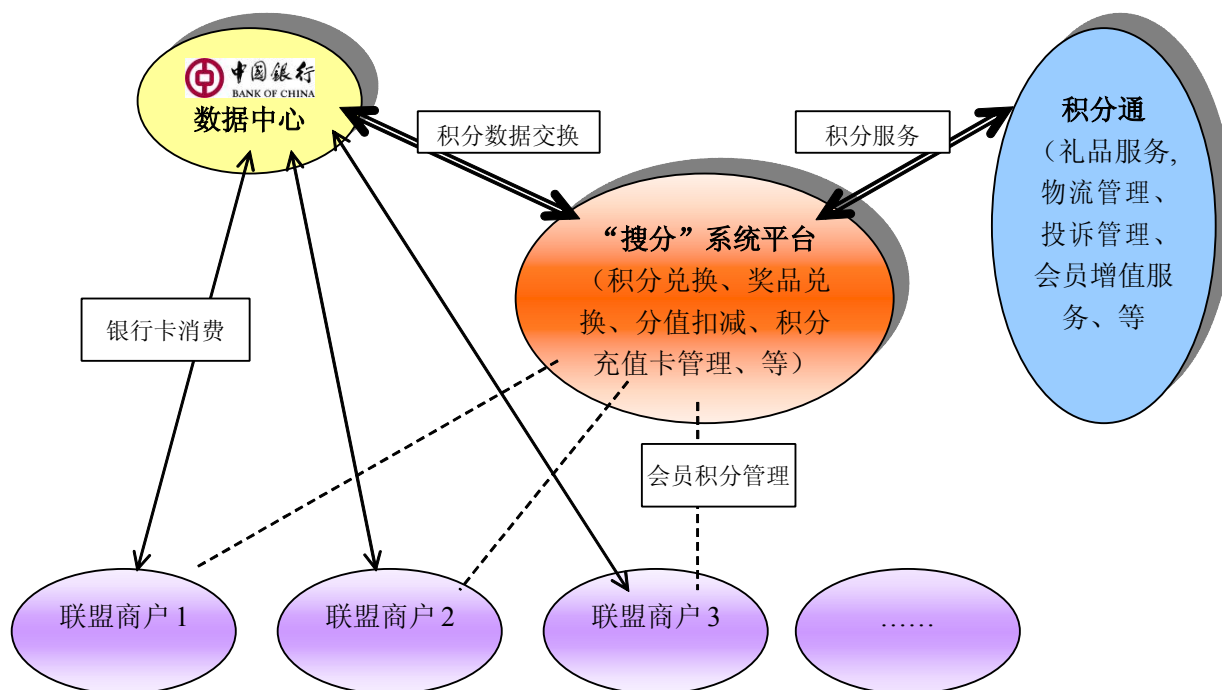 中国银行
BANK OF CHINA
数据中心
积分数据交换
积分服务
积分通
（礼品服务,
物流管理、
投诉管理、
会员增值服
务、等
“搜分”系统平台
（积分兑换、奖品兑
换、分值扣减、积分
充值卡管理、等）
银行卡消费
会员积分管理
联盟商户 1
联盟商户 2
联盟商户 3
……